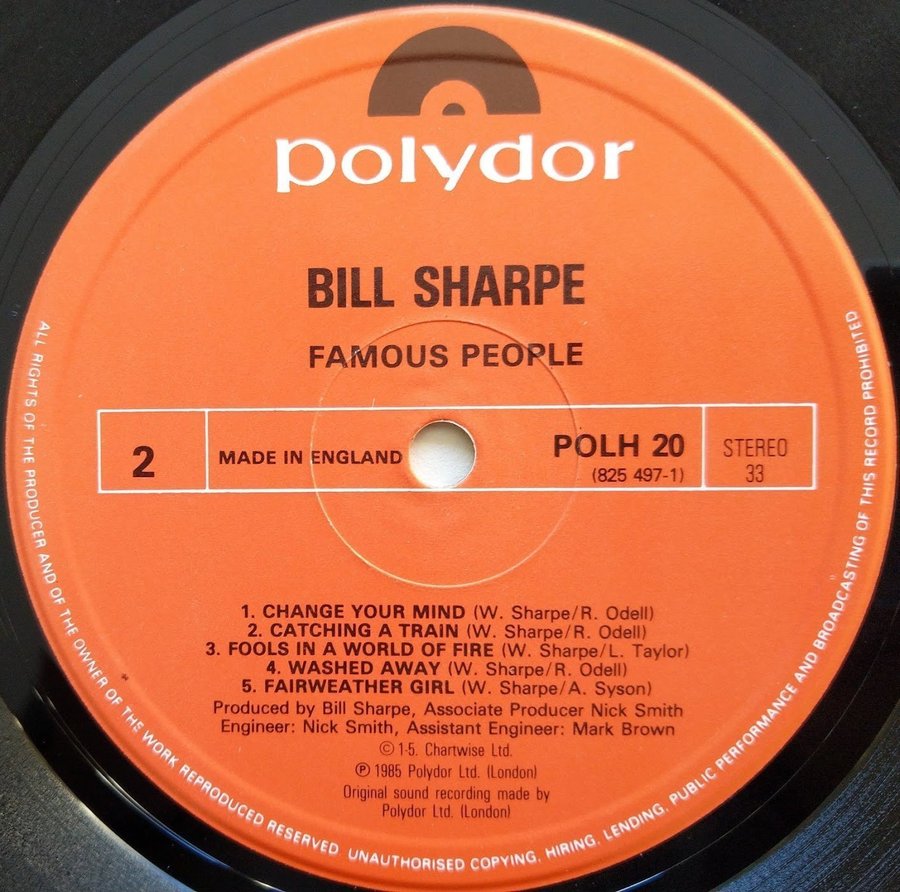 polydor
BILL SHARPE
FAMOUS PEOPLE
2
MADE IN ENGLAND
POLH 20
(825 497-1)
STEREO
33
1. CHANGE YOUR MIND (W. Sharpe/R. Odell)
2. CATCHING A TRAIN (W. Sharpe/R. Odell)
3. FOOLS IN A WORLD OF FIRE (W. Sharpe/L. Taylor)
4. WASHED AWAY (W. Sharpe/R. Odell)
5. FAIRWEATHER GIRL (W. Sharpe/A. Syson)
Produced by Bill Sharpe, Associate Producer Nick Smith
Engineer: Nick Smith, Assistant Engineer: Mark Brown
© 1-5. Chartwise Ltd.
℗ 1985 Polydor Ltd. (London)
Original sound recording made by
Polydor Ltd. (London)
ALL RIGHTS OF THE PRODUCER AND OF THE OWNER OF THE WORK REPRODUCED RESERVED UNAUTHORISED COPYING, HIRING, LENDING, PUBLIC PERFORMANCE AND BROADCASTING OF THIS RECORD PROHIBITED